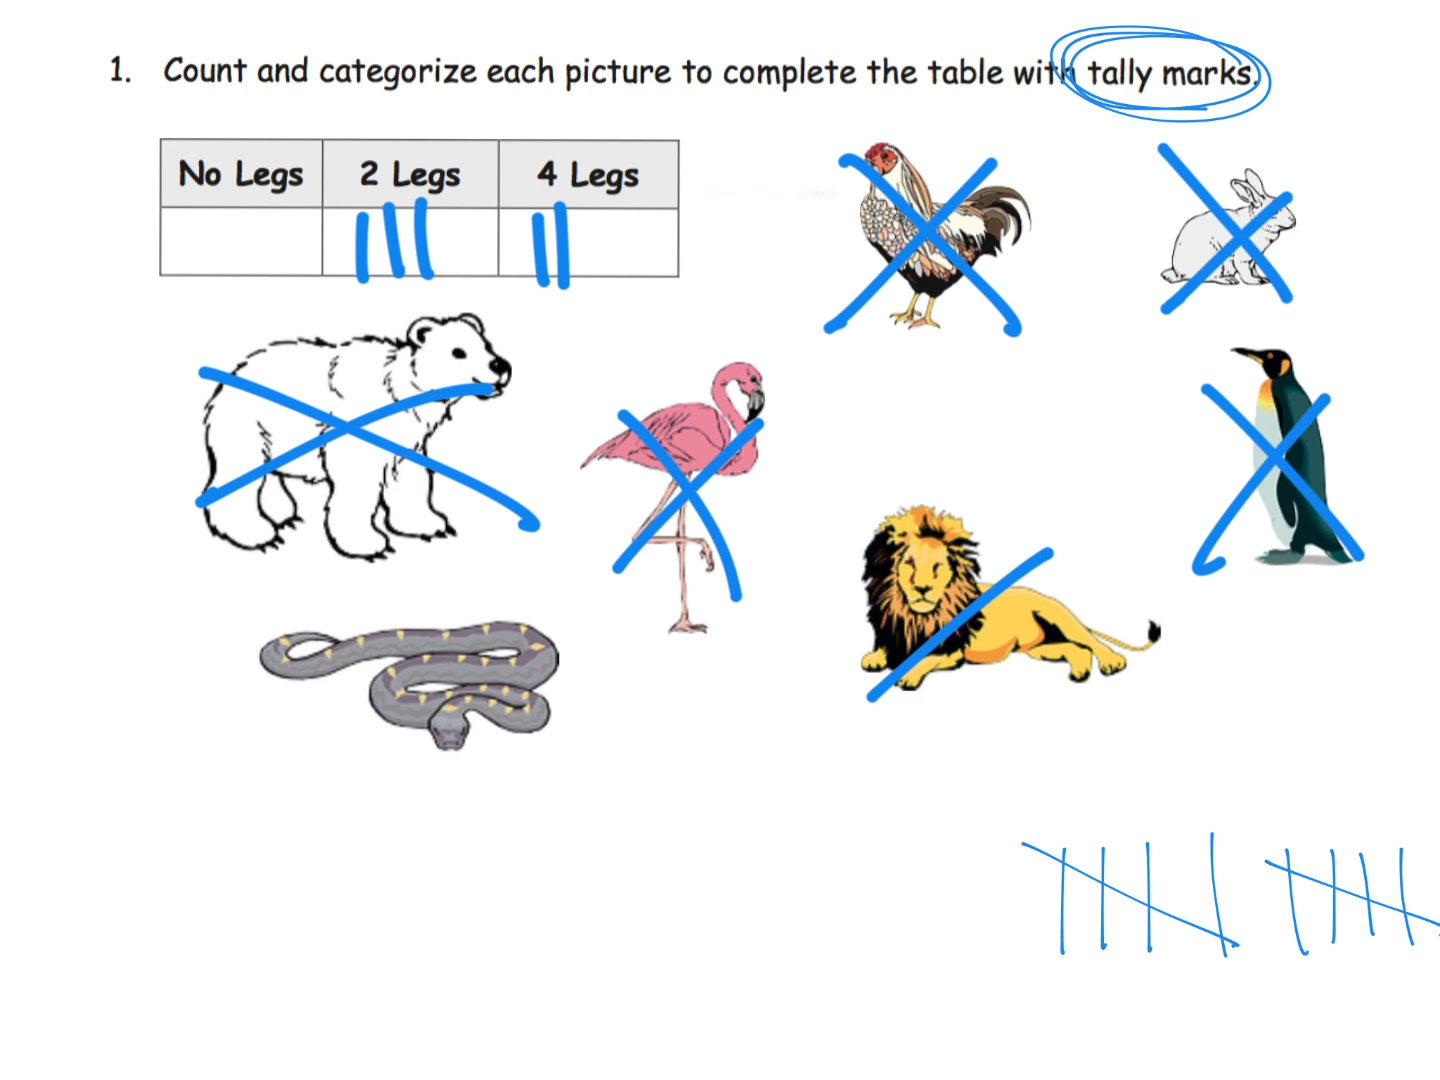 1. Count and categorize each picture to complete the table with tally marks.
No Legs 2 Legs 4 Legs